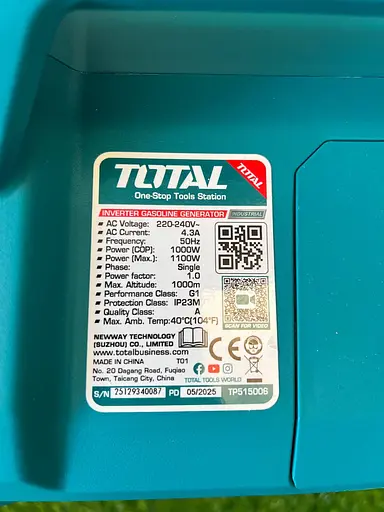 TOTAL
One-Stop Tools Station
TOTAL
INVERTER GASOLINE GENERATOR INDUSTRIAL
• AC Voltage: 220-240V~
• AC Current: 4.3A
• Frequency: 50Hz
• Power (COP): 1000W
• Power (Max.): 1100W
• Phase: Single
• Power factor: 1.0
• Max. Altitude: 1000m
• Performance Class: G1
• Protection Class: IP23M
• Quality Class: A
• Max. Amb. Temp:40°C(104°F)
SCAN FOR VIDEO
NEWWAY TECHNOLOGY
(SUZHOU) CO., LIMITED
www.totalbusiness.com
MADE IN CHINA T01
No. 20 Dagang Road, Fuqiao
Town, Taicang City, China
TOTAL TOOLS WORLD
S/N 25129340087 PD 05/2025 TP515006